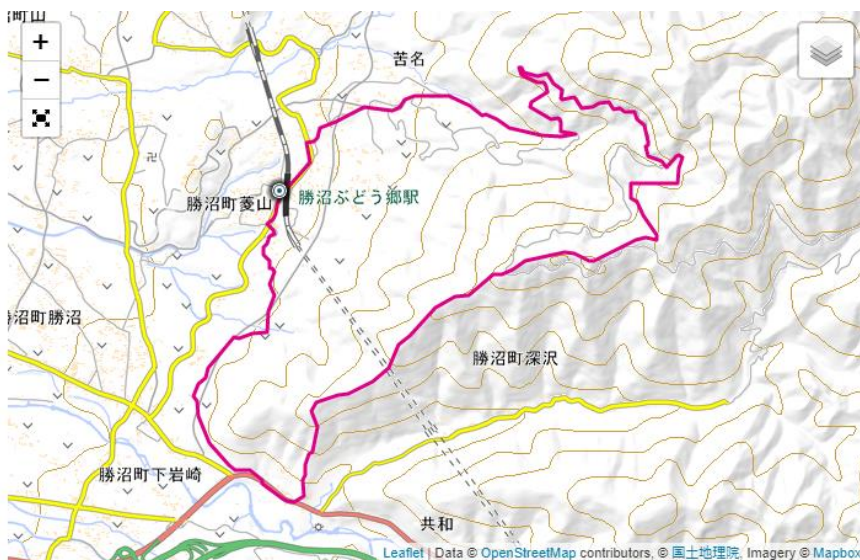 町山
+
−
苦名
勝沼ぶどう郷駅
勝沼町菱山
勝沼町勝沼
勝沼町深沢
勝沼町下岩崎
共和
Leaflet | Data © OpenStreetMap contributors, © 国土地理院, Imagery © Mapbox